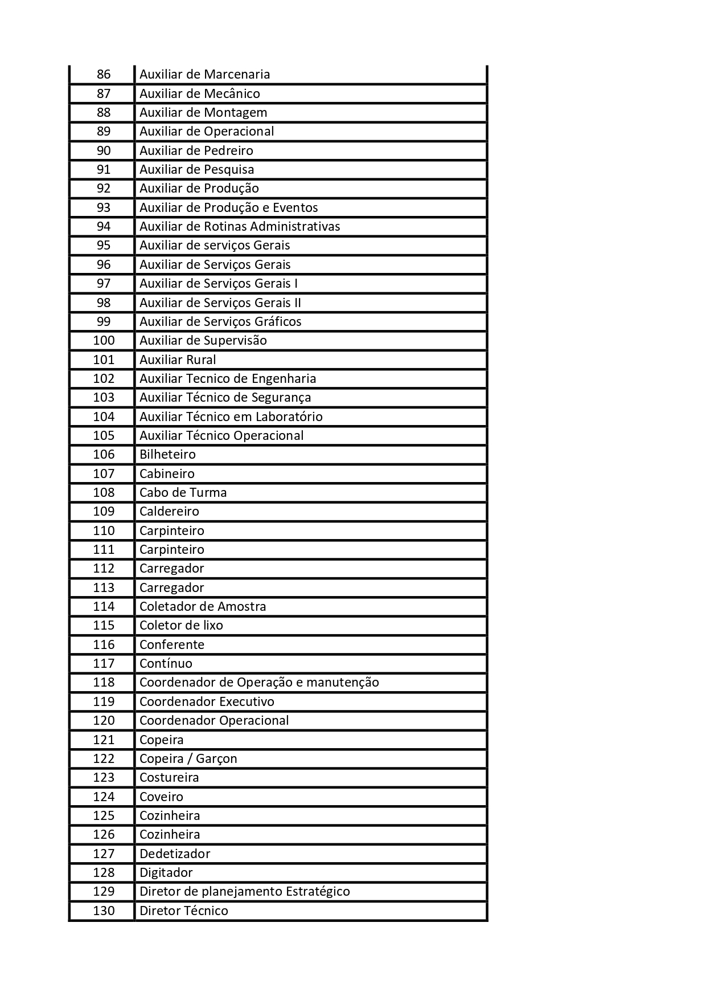 86 Auxiliar de Marcenaria
87 Auxiliar de Mecânico
88 Auxiliar de Montagem
89 Auxiliar de Operacional
90 Auxiliar de Pedreiro
91 Auxiliar de Pesquisa
92 Auxiliar de Produção
93 Auxiliar de Produção e Eventos
94 Auxiliar de Rotinas Administrativas
95 Auxiliar de serviços Gerais
96 Auxiliar de Serviços Gerais
97 Auxiliar de Serviços Gerais I
98 Auxiliar de Serviços Gerais II
99 Auxiliar de Serviços Gráficos
100 Auxiliar de Supervisão
101 Auxiliar Rural
102 Auxiliar Tecnico de Engenharia
103 Auxiliar Técnico de Segurança
104 Auxiliar Técnico em Laboratório
105 Auxiliar Técnico Operacional
106 Bilheteiro
107 Cabineiro
108 Cabo de Turma
109 Caldereiro
110 Carpinteiro
111 Carpinteiro
112 Carregador
113 Carregador
114 Coletador de Amostra
115 Coletor de lixo
116 Conferente
117 Contínuo
118 Coordenador de Operação e manutenção
119 Coordenador Executivo
120 Coordenador Operacional
121 Copeira
122 Copeira / Garçon
123 Costureira
124 Coveiro
125 Cozinheira
126 Cozinheira
127 Dedetizador
128 Digitador
129 Diretor de planejamento Estratégico
130 Diretor Técnico